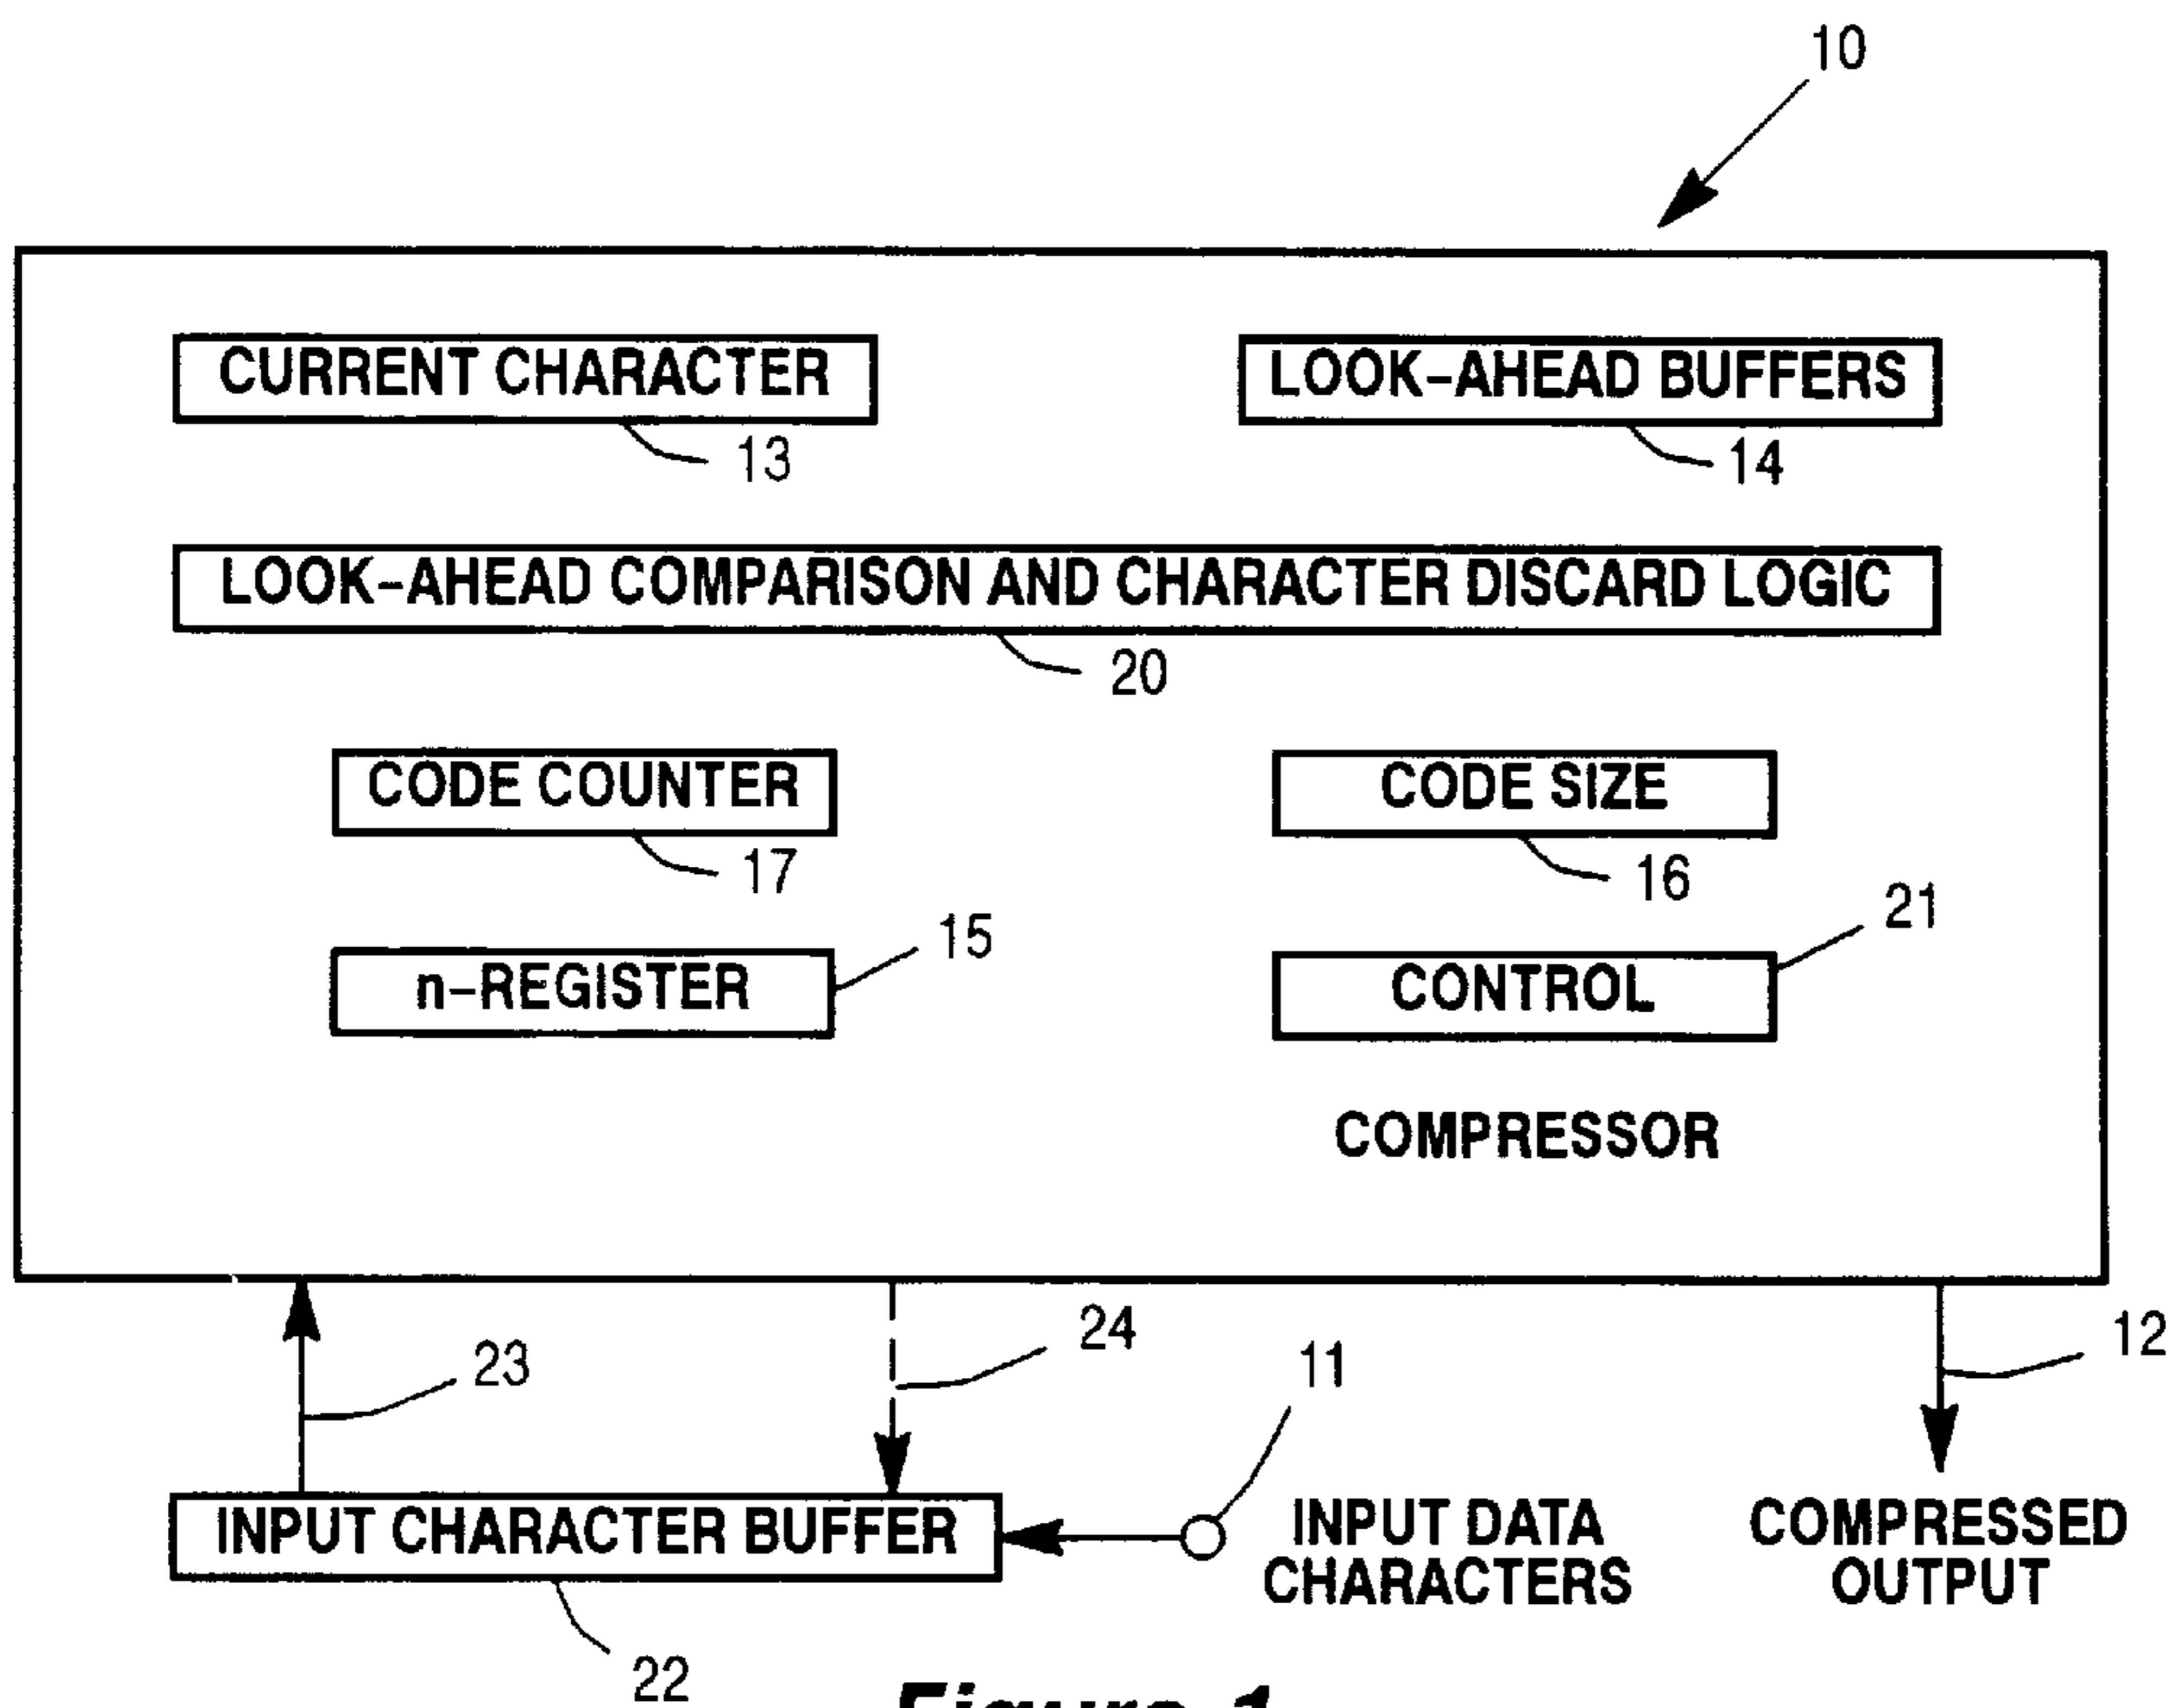 10
CURRENT CHARACTER
LOOK-AHEAD BUFFERS
13
14
LOOK-AHEAD COMPARISON AND CHARACTER DISCARD LOGIC
20
CODE COUNTER
CODE SIZE
17
16
15
21
n-REGISTER
CONTROL
COMPRESSOR
23
24
11
12
INPUT CHARACTER BUFFER
INPUT DATA
CHARACTERS
COMPRESSED
OUTPUT
22
Figure 1